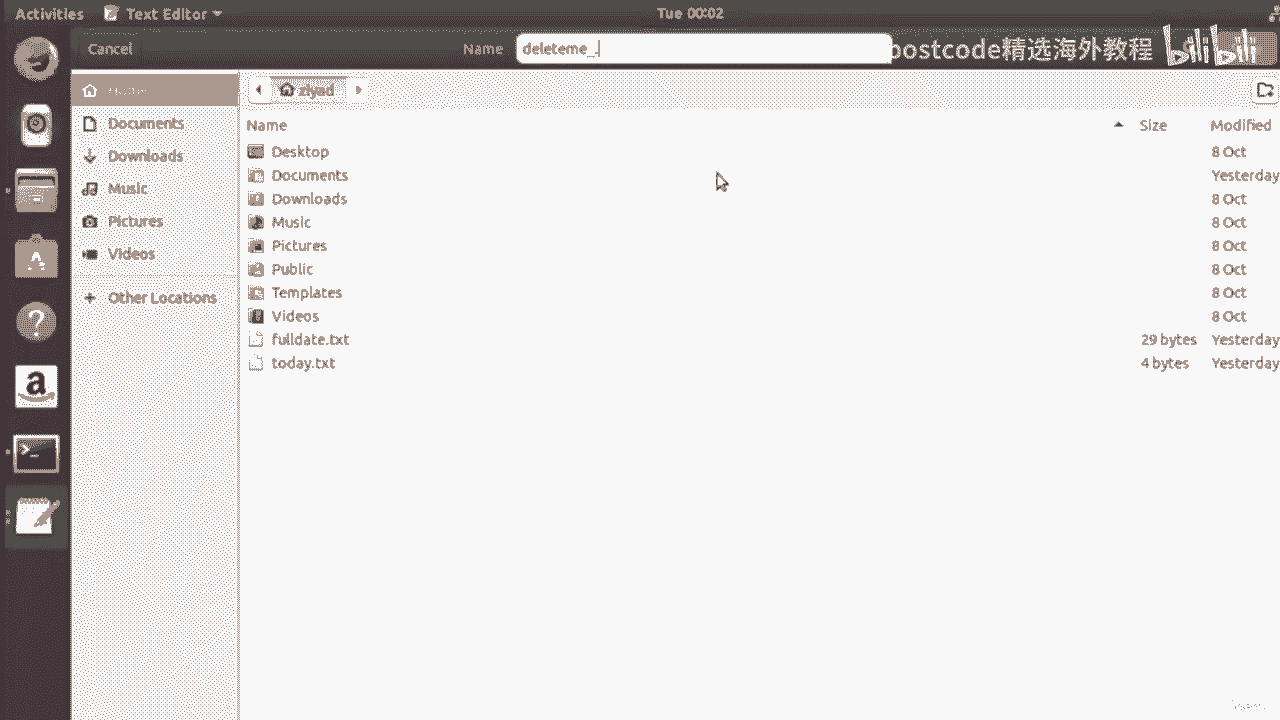 Activities Text Editor Tue 00:02
Cancel Name deleteme_. postcode精选海外教程 bilibili
Home
ziyad
Documents
Downloads
Music
Pictures
Videos
Other Locations
Name Size Modified
Desktop 8 Oct
Documents Yesterday
Downloads 8 Oct
Music 8 Oct
Pictures 8 Oct
Public 8 Oct
Templates 8 Oct
Videos 8 Oct
fulldate.txt 29 bytes Yesterday
today.txt 4 bytes Yesterday